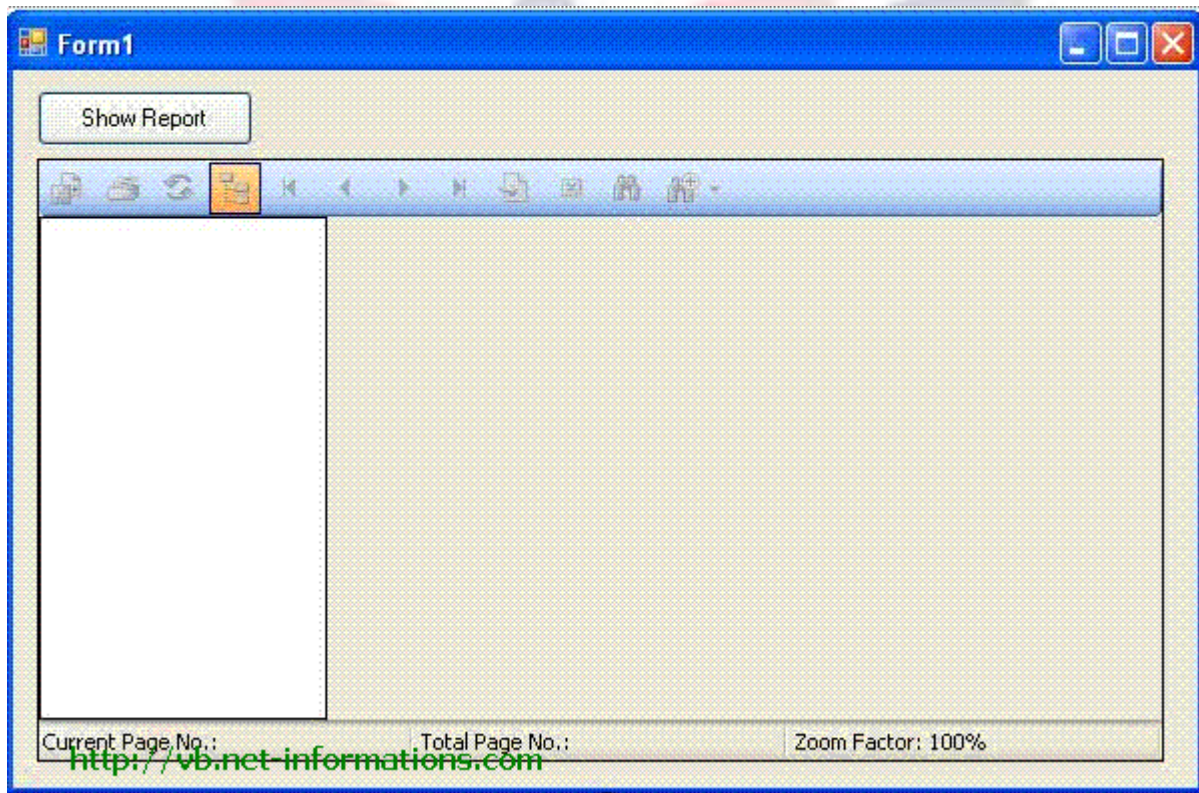 Form1
Show Report
Current Page No.: Total Page No.: Zoom Factor: 100%
http://vb.net-informations.com